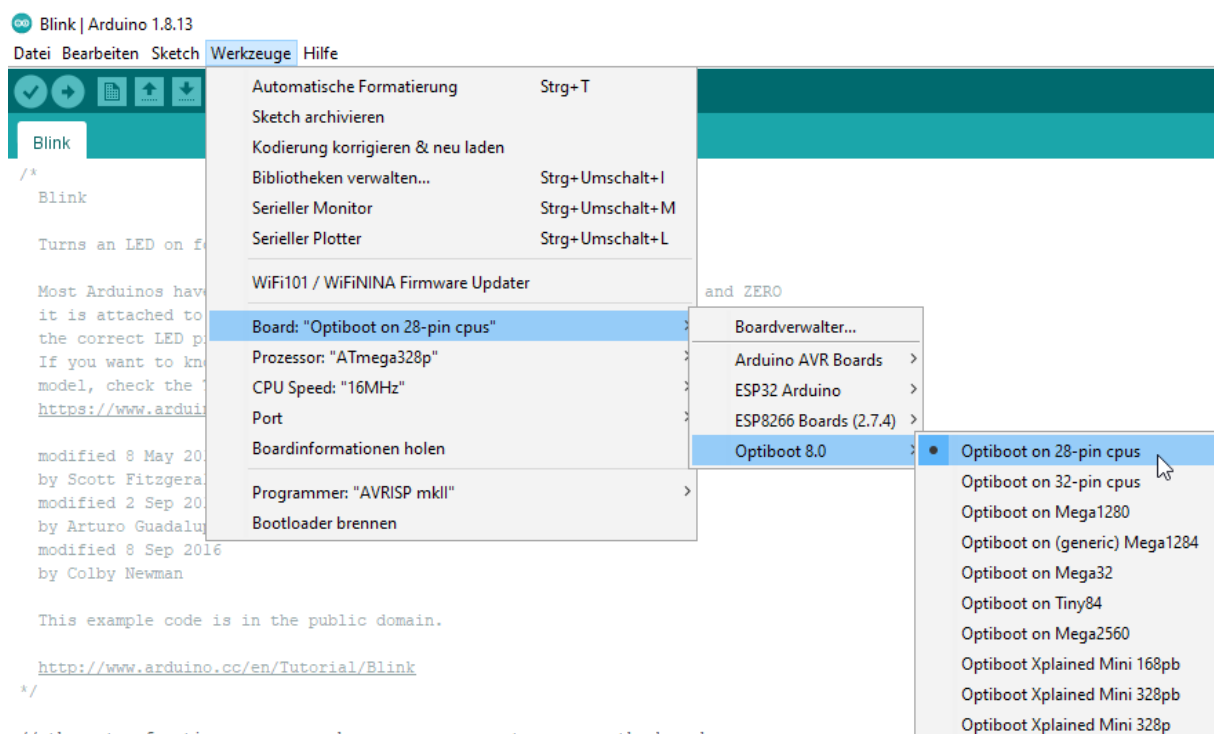 Blink | Arduino 1.8.13
Datei Bearbeiten Sketch Werkzeuge Hilfe
Blink
Automatische Formatierung Strg+T
Sketch archivieren
Kodierung korrigieren & neu laden
Bibliotheken verwalten... Strg+Umschalt+I
Serieller Monitor Strg+Umschalt+M
Serieller Plotter Strg+Umschalt+L
WiFi101 / WiFiNINA Firmware Updater
Board: "Optiboot on 28-pin cpus"
Prozessor: "ATmega328p"
CPU Speed: "16MHz"
Port
Boardinformationen holen
Programmer: "AVRISP mkII"
Bootloader brennen
Boardverwalter...
Arduino AVR Boards
ESP32 Arduino
ESP8266 Boards (2.7.4)
Optiboot 8.0
Optiboot on 28-pin cpus
Optiboot on 32-pin cpus
Optiboot on Mega1280
Optiboot on (generic) Mega1284
Optiboot on Mega32
Optiboot on Tiny84
Optiboot on Mega2560
Optiboot Xplained Mini 168pb
Optiboot Xplained Mini 328pb
Optiboot Xplained Mini 328p
/*
Blink
Turns an LED on
Most Arduinos and ZERO
it is attached to
the correct LED
If you want to
model, check the
https://www.ardui
modified 8 May
by Scott
modified 2 Sep
by Arturo
modified 8 Sep 2016
by Colby Newman
This example code is in the public domain.
http://www.arduino.cc/en/Tutorial/Blink
*/